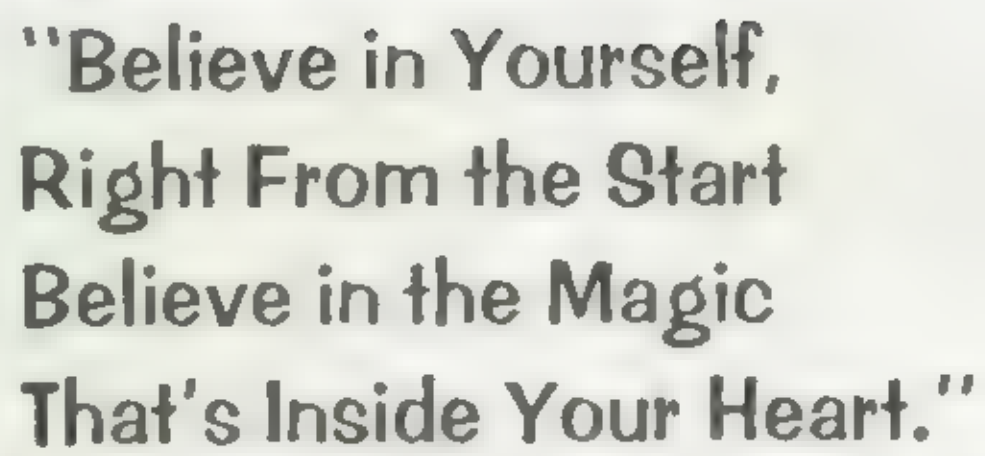 "Believe in Yourself,
Right From the Start
Believe in the Magic
That's Inside Your Heart."